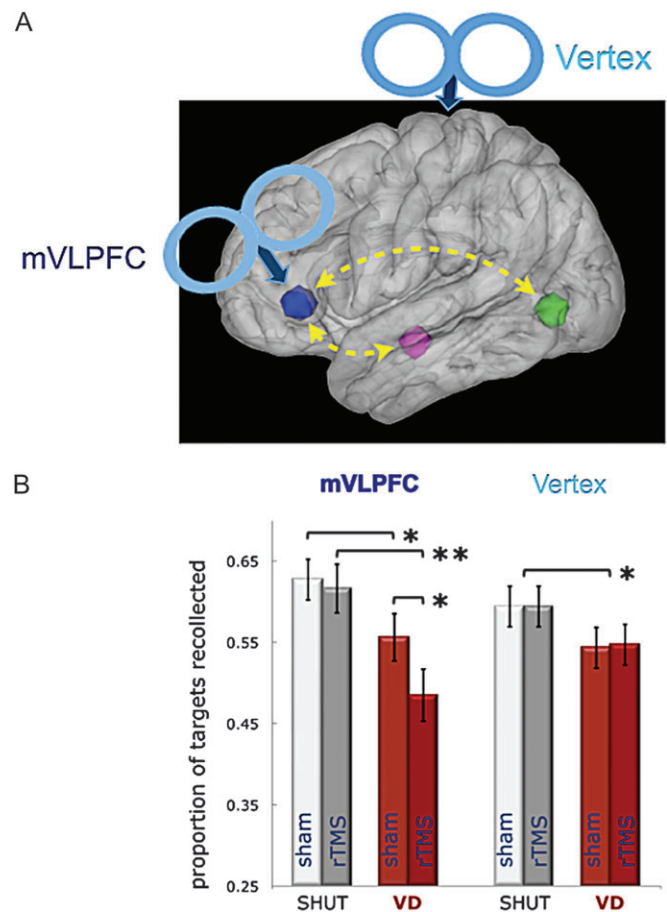 A
Vertex
mVLPFC
B
mVLPFC Vertex
proportion of targets recollected
0.65
0.55
0.45
0.35
0.25
* ** * *
sham rTMS sham rTMS sham rTMS sham rTMS
SHUT VD SHUT VD